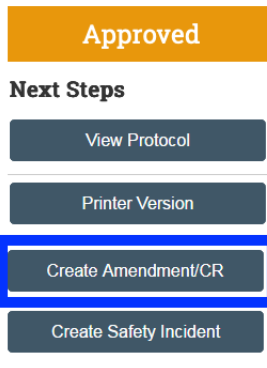 Approved
Next Steps
View Protocol
Printer Version
Create Amendment/CR
Create Safety Incident